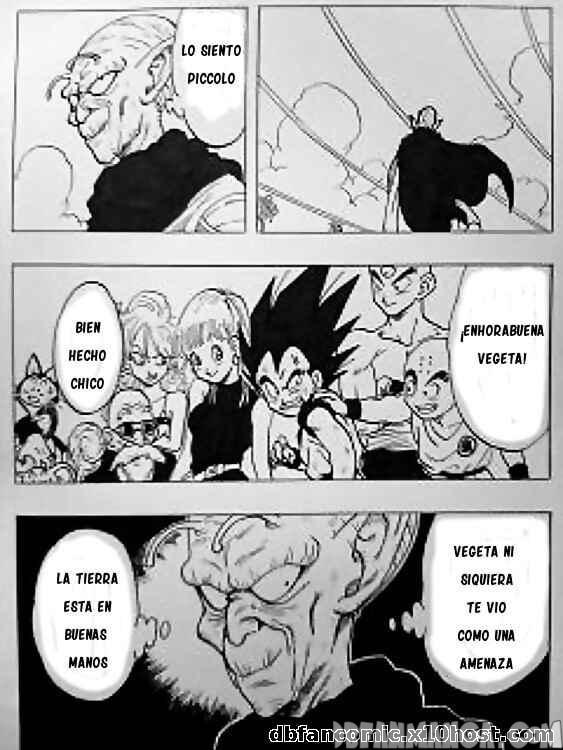 LO SIENTO
PICCOLO
¡ENHORABUENA
VEGETA!
BIEN
HECHO
CHICO
VEGETA NI
SIQUIERA
TE VIO
COMO UNA
AMENAZA
LA TIERRA
ESTA EN
BUENAS
MANOS
dbfancomic.x10host.com